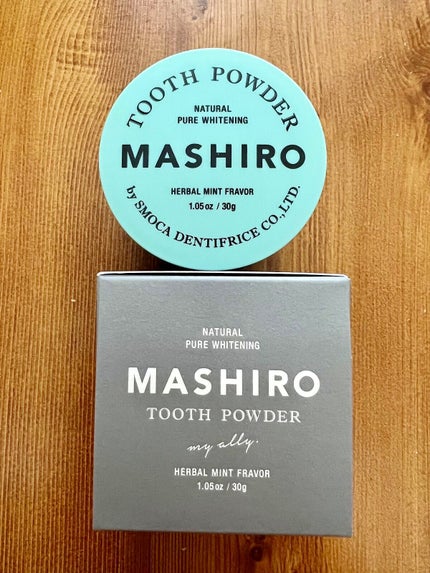 TOOTH POWDER
NATURAL
PURE WHITENING
MASHIRO
HERBAL MINT FRAVOR
1.05oz / 30g
by SMOCA DENTIFRICE CO.,LTD.
NATURAL
PURE WHITENING
MASHIRO
TOOTH POWDER
my ally.
HERBAL MINT FRAVOR
1.05oz / 30g